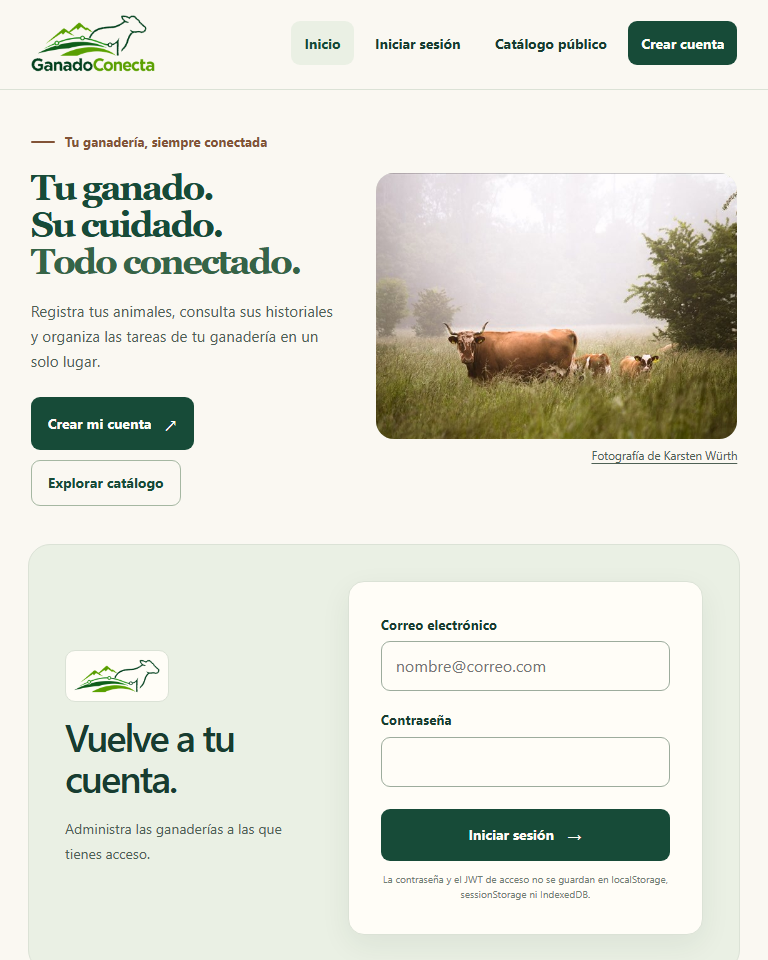 GanadoConecta
Inicio
Iniciar sesión
Catálogo público
Crear cuenta
Tu ganadería, siempre conectada
Tu ganado.
Su cuidado.
Todo conectado.
Registra tus animales, consulta sus historiales
y organiza las tareas de tu ganadería en un
solo lugar.
Crear mi cuenta ↗
Explorar catálogo
Fotografía de Karsten Würth
Vuelve a tu
cuenta.
Administra las ganaderías a las que
tienes acceso.
Correo electrónico
nombre@correo.com
Contraseña
Iniciar sesión →
La contraseña y el JWT de acceso no se guardan en localStorage,
sessionStorage ni IndexedDB.